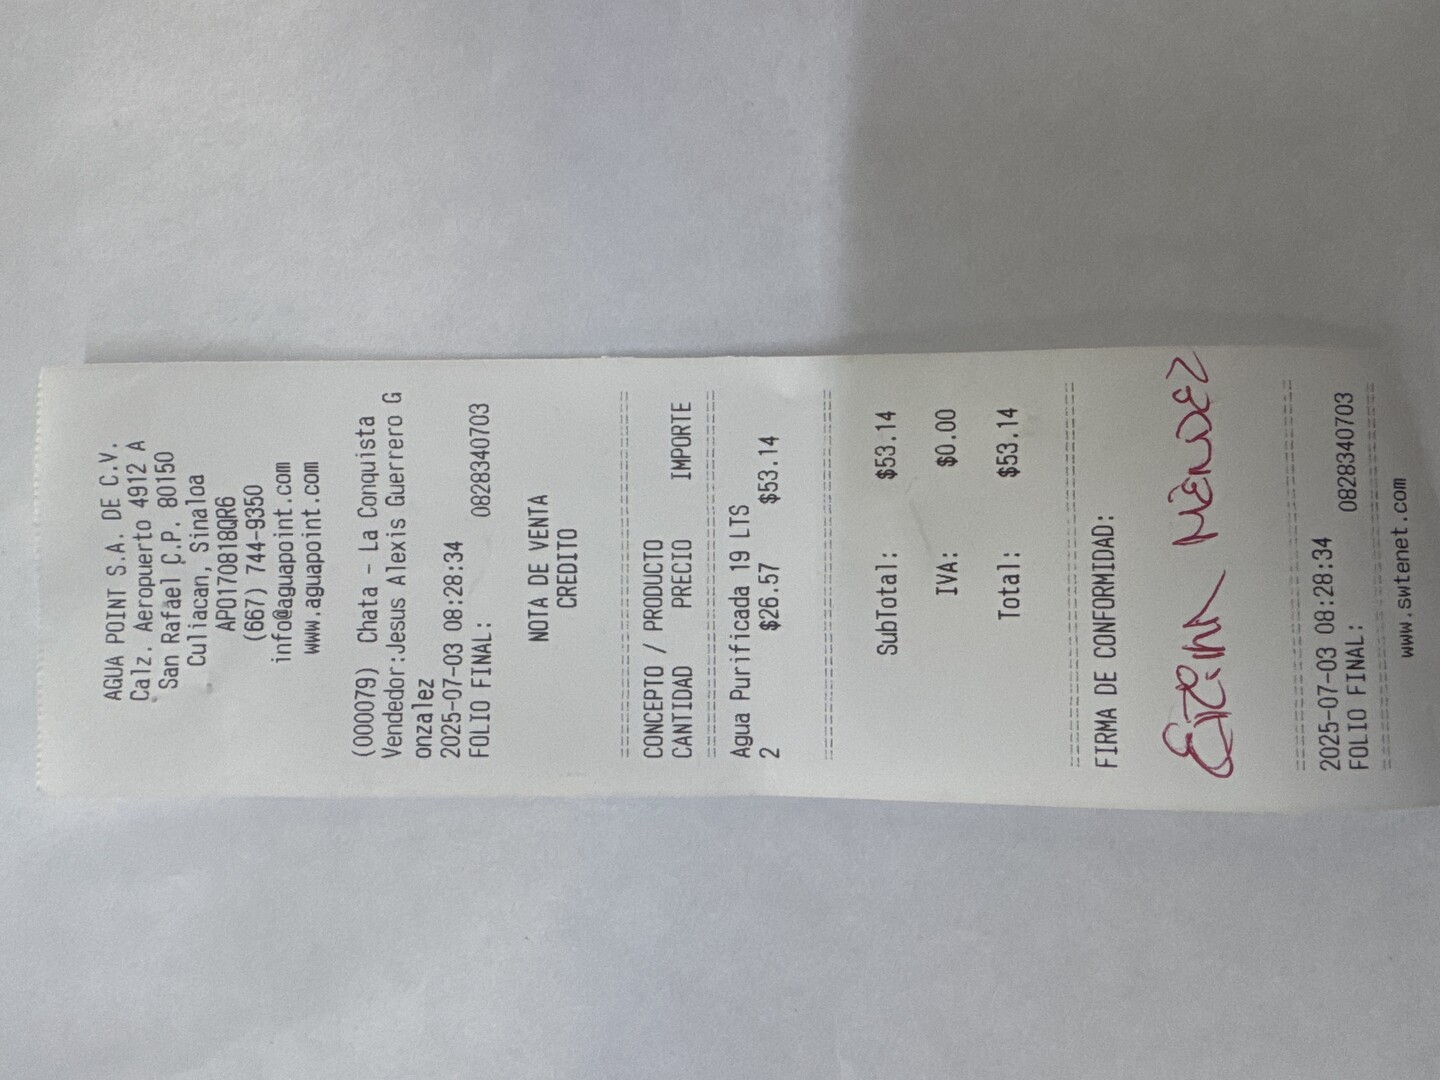 AGUA POINT S.A. DE C.V.
Calz. Aeropuerto 4912 A
San Rafael C.P. 80150
Culiacan, Sinaloa
APO170818QR6
(667) 744-9350
info@aguapoint.com
www.aguapoint.com
(000079) Chata - La Conquista
Vendedor:Jesus Alexis Guerrero G
onzalez
2025-07-03 08:28:34
FOLIO FINAL: 0828340703
NOTA DE VENTA
CREDITO
CONCEPTO / PRODUCTO
CANTIDAD PRECIO IMPORTE
Agua Purificada 19 LTS
2 $26.57 $53.14
SubTotal: $53.14
IVA: $0.00
Total: $53.14
FIRMA DE CONFORMIDAD:
MENDEZ
2025-07-03 08:28:34
FOLIO FINAL: 0828340703
www.swtenet.com